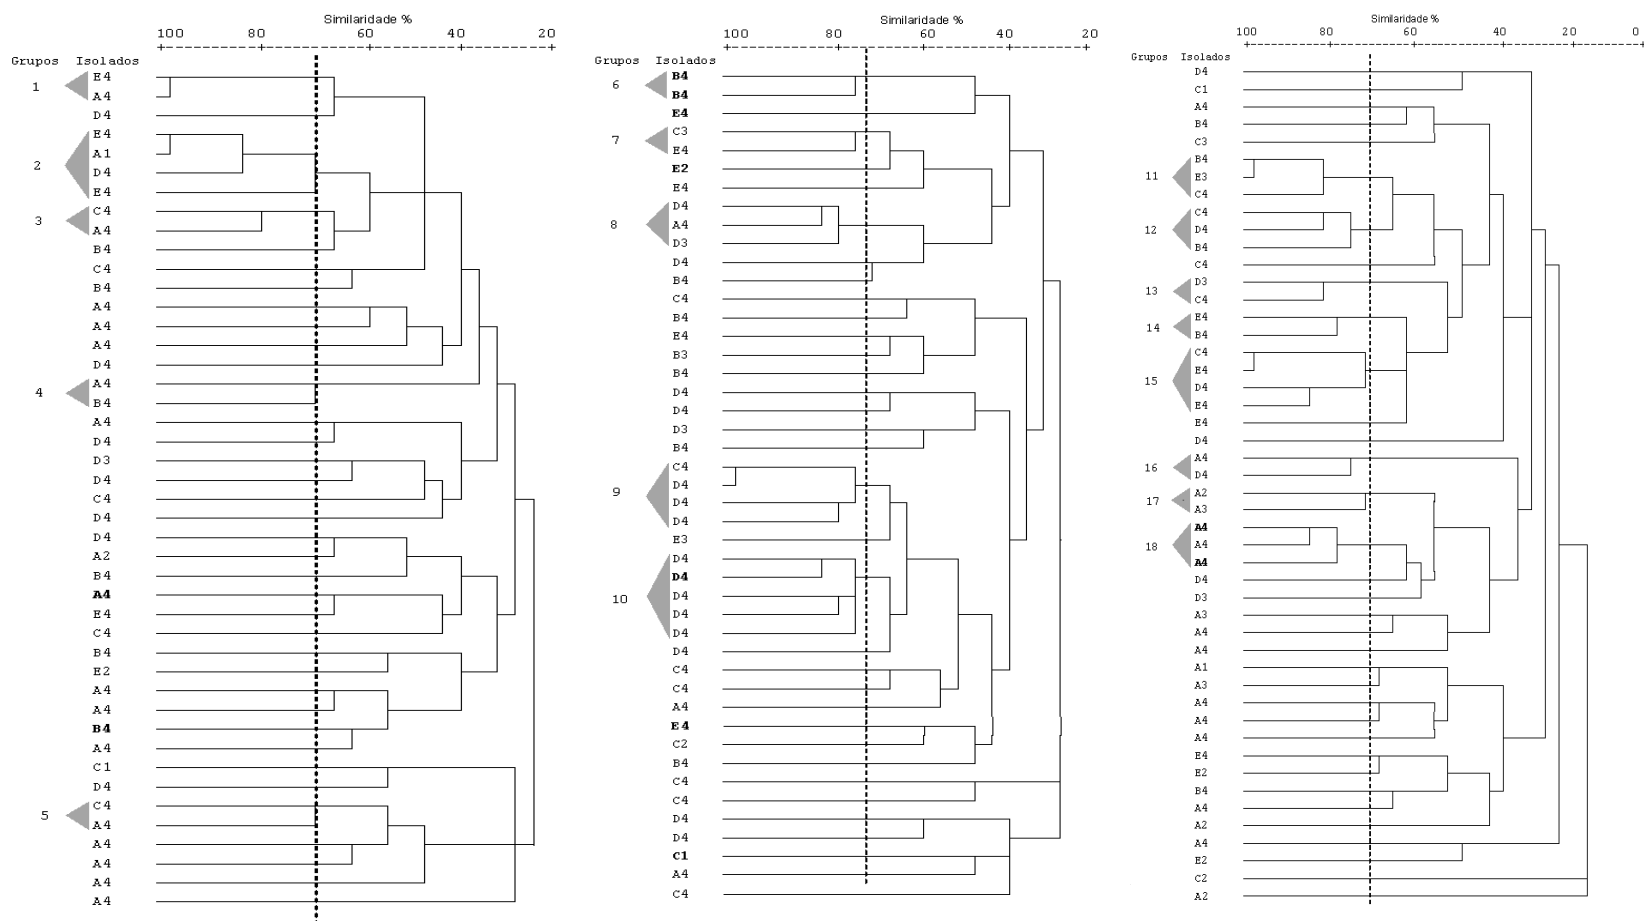 Similaridade %
100 80 60 40 20
Grupos Isolados
E4
1
A4
D4
E4
A1
2
D4
E4
C4
3
A4
B4
C4
B4
A4
A4
A4
D4
A4
4
B4
A4
D4
D3
D4
C4
D4
D4
A2
B4
A4
E4
C4
B4
E2
A4
A4
B4
A4
C1
D4
C4
5
A4
A4
A4
A4
A4
Similaridade %
100 80 60 40 20
Grupos Isolados
B4
6
B4
E4
C3
7
E4
E2
E4
D4
8
A4
D3
D4
B4
C4
B4
E4
B3
B4
D4
D4
D3
B4
C4
D4
9
D4
D4
E3
D4
D4
10
D4
D4
D4
D4
C4
C4
A4
E4
C2
B4
C4
C4
D4
D4
C1
A4
C4
Similaridade %
100 80 60 40 20 0
Grupos Isolados
D4
C1
A4
B4
C3
B4
11
E3
C4
C4
12
D4
B4
C4
D3
13
C4
E4
14
B4
C4
E4
15
D4
E4
E4
D4
A4
16
D4
A2
17
A3
A4
18
A4
A4
D4
D3
A3
A4
A4
A1
A3
A4
A4
A4
E4
E2
B4
A4
A2
A4
E2
C2
A2